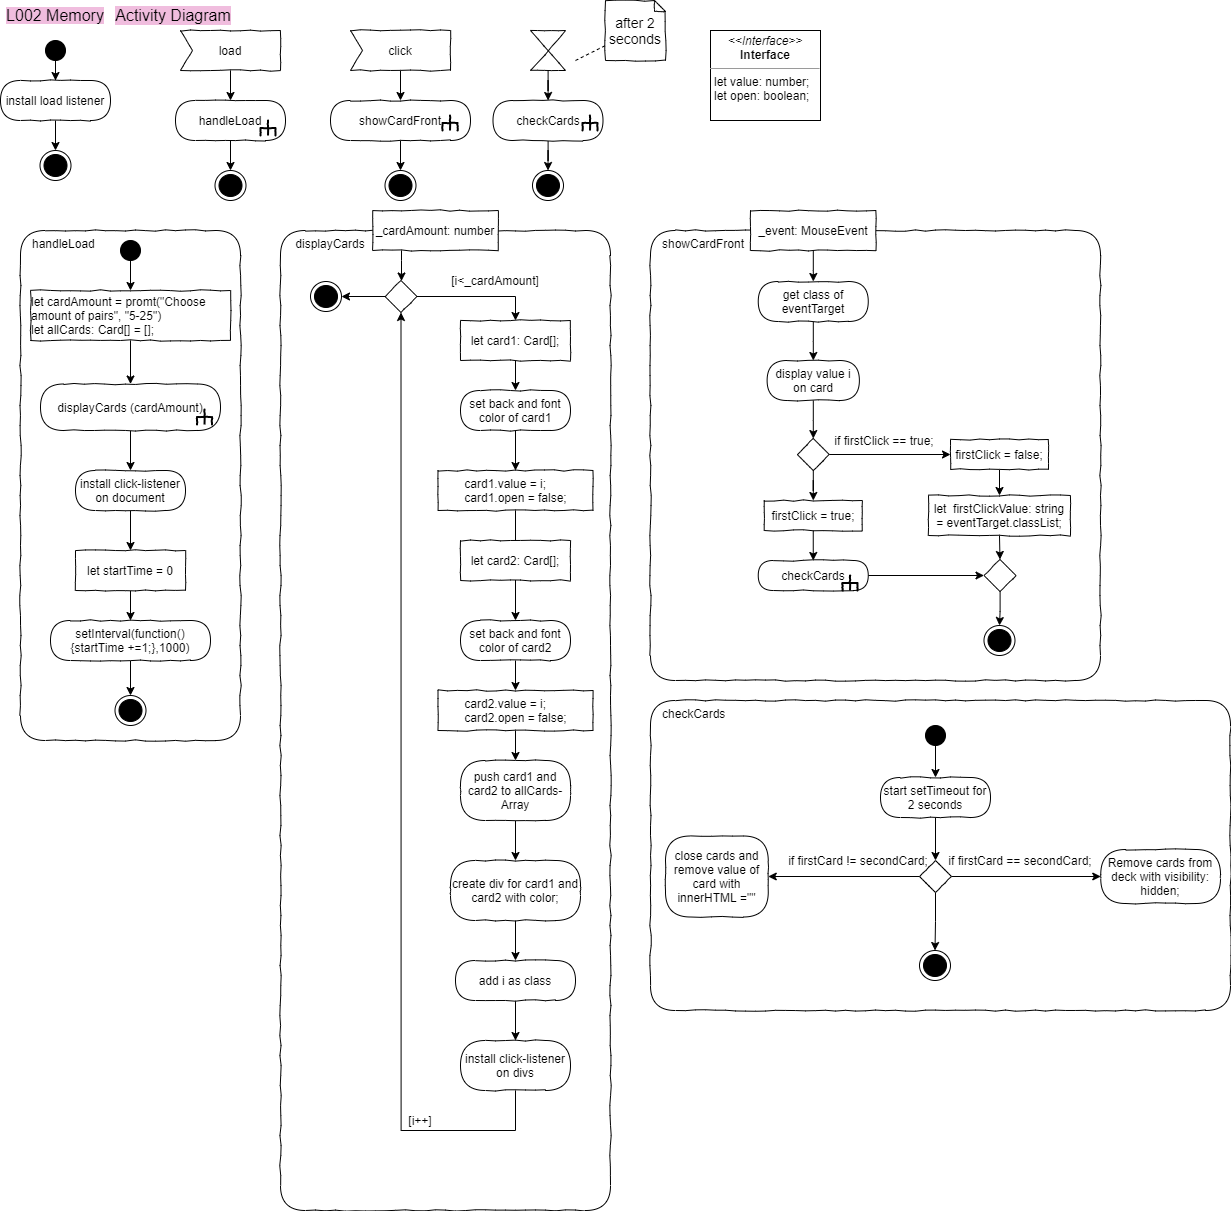 L002 Memory Activity Diagram
install load listener
load
handleLoad
click
showCardFront
after 2
seconds
checkCards
<<Interface>>
Interface
let value: number;
let open: boolean;
handleLoad
let cardAmount = promt("Choose
amount of pairs", "5-25")
let allCards: Card[] = [];
displayCards (cardAmount)
install click-listener
on document
let startTime = 0
setInterval(function()
{startTime +=1;},1000)
displayCards
_cardAmount: number
[i<_cardAmount]
let card1: Card[];
set back and font
color of card1
card1.value = i;
card1.open = false;
let card2: Card[];
set back and font
color of card2
card2.value = i;
card2.open = false;
push card1 and
card2 to allCards-
Array
create div for card1 and
card2 with color;
add i as class
install click-listener
on divs
[i++]
showCardFront
_event: MouseEvent
get class of
eventTarget
display value i
on card
if firstClick == true;
firstClick = false;
firstClick = true;
let  firstClickValue: string
= eventTarget.classList;
checkCards
checkCards
start setTimeout for
2 seconds
if firstCard != secondCard;
if firstCard == secondCard;
close cards and
remove value of
card with
innerHTML =""
Remove cards from
deck with visibility:
hidden;